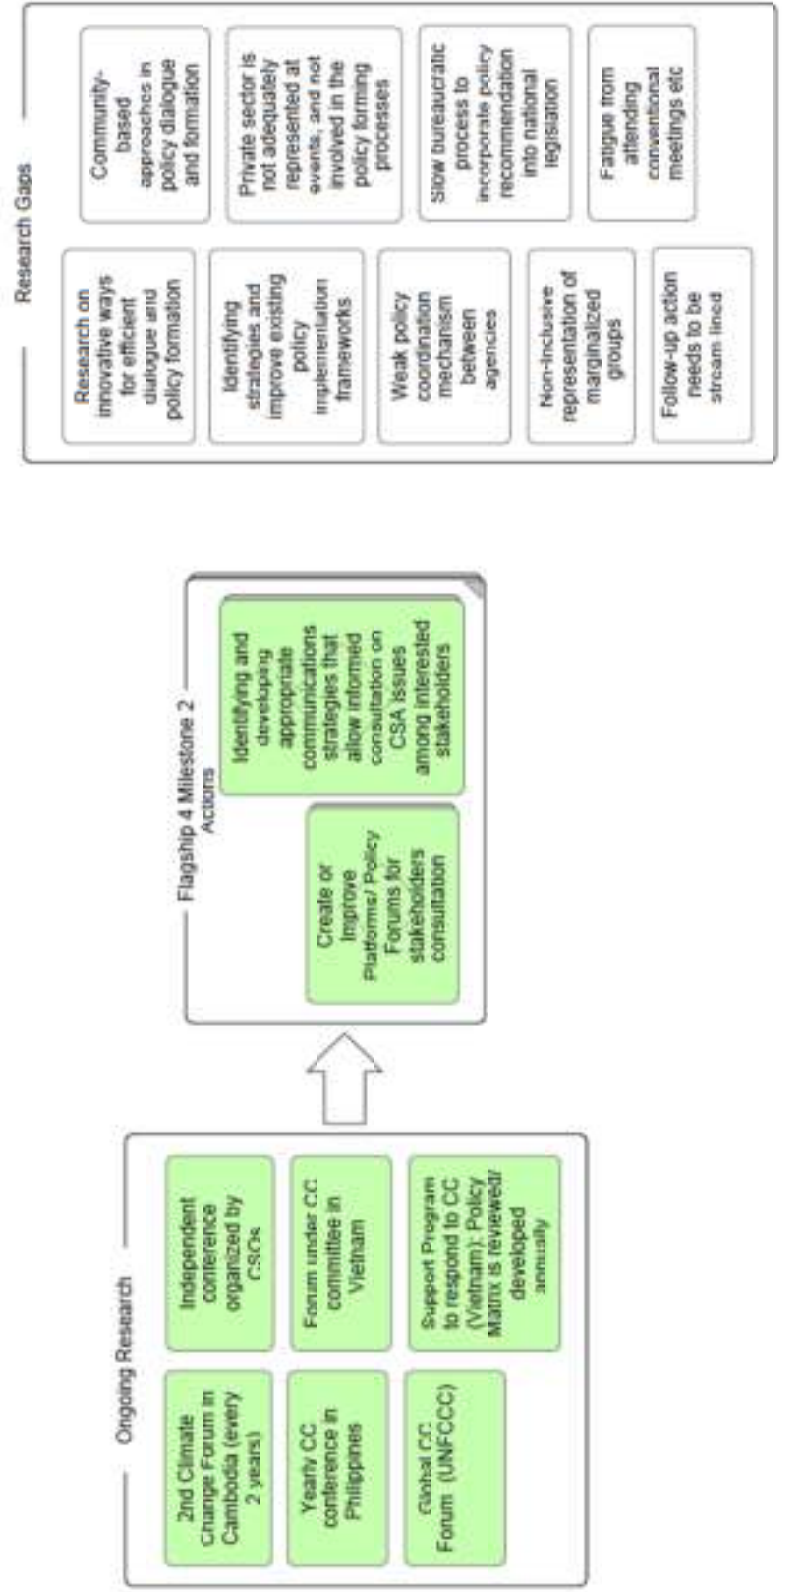 Ongoing Research
2nd Climate
Change Forum in
Cambodia (every
2 years)
Independent
conference
organized by
CSOs
Yearly CC
conference in
Philippines
Forum under CC
committee in
Vietnam
Global CC
Forum (UNFCCC)
Support Program
to respond to CC
(Vietnam): Policy
Matrix is reviewed/
developed
annually
Flagship 4 Milestone 2
Actions
Create or
Improve
Platforms/ Policy
Forums for
stakeholders
consultation
Identifying and
developing
appropriate
communications
strategies that
allow informed
consultation on
CSA issues
among interested
stakeholders
Research Gaps
Research on
innovative ways
for efficient
dialogue and
policy formation
Community-
based
approaches in
policy dialogue
and formation
Identifying
strategies and
improve existing
policy
implementation
frameworks
Private sector is
not adequately
represented at
events, and not
involved in the
policy forming
processes
Weak policy
coordination
mechanism
between
agencies
Slow bureaucratic
process to
incorporate policy
recommendation
into national
legislation
Non-inclusive
representation of
marginalized
groups
Fatigue from
attending
conventional
meetings etc
Follow-up action
needs to be
stream lined